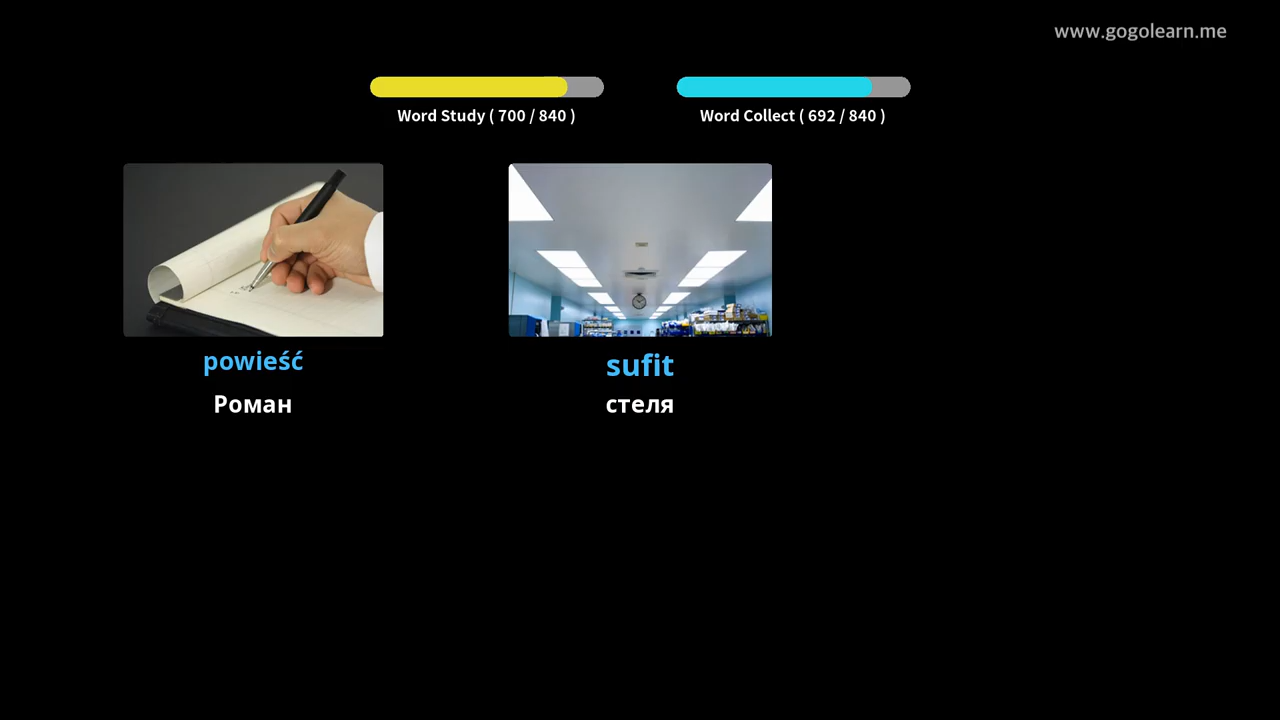 www.gogolearn.me
Word Study ( 700 / 840 )
Word Collect ( 692 / 840 )
powieść
Роман
sufit
стеля